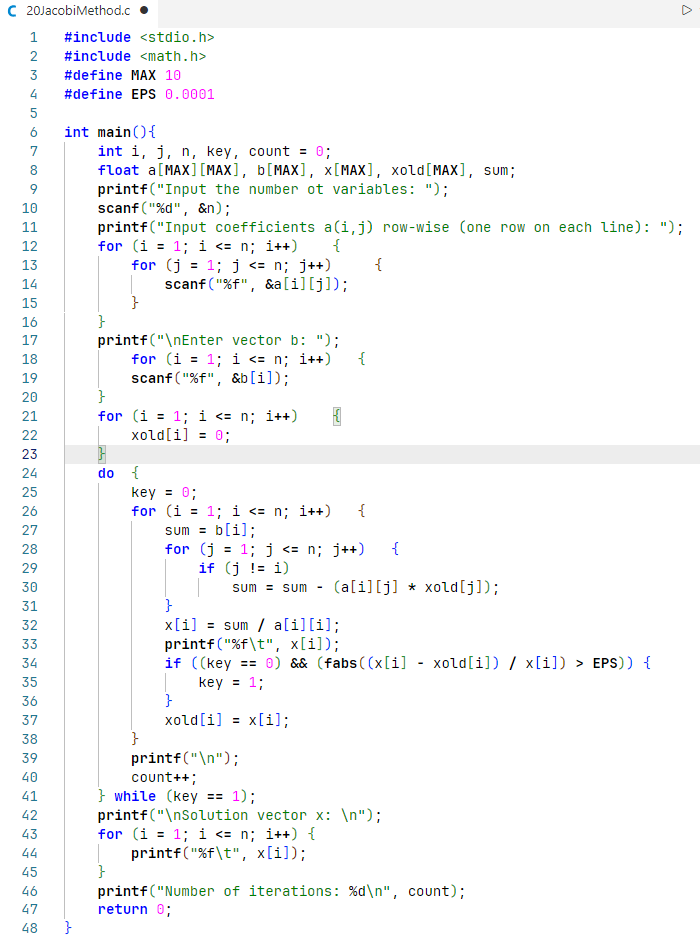 C 20JacobiMethod.c ●
1 #include <stdio.h>
2 #include <math.h>
3 #define MAX 10
4 #define EPS 0.0001
5
6 int main(){
7     int i, j, n, key, count = 0;
8     float a[MAX][MAX], b[MAX], x[MAX], xold[MAX], sum;
9     printf("Input the number ot variables: ");
10     scanf("%d", &n);
11     printf("Input coefficients a(i,j) row-wise (one row on each line): ");
12     for (i = 1; i <= n; i++)    {
13         for (j = 1; j <= n; j++)     {
14             scanf("%f", &a[i][j]);
15         }
16     }
17     printf("\nEnter vector b: ");
18         for (i = 1; i <= n; i++)   {
19         scanf("%f", &b[i]);
20     }
21     for (i = 1; i <= n; i++)    {
22         xold[i] = 0;
23     }
24     do  {
25         key = 0;
26         for (i = 1; i <= n; i++)   {
27             sum = b[i];
28             for (j = 1; j <= n; j++)   {
29                 if (j != i)
30                     sum = sum - (a[i][j] * xold[j]);
31             }
32             x[i] = sum / a[i][i];
33             printf("%f\t", x[i]);
34             if ((key == 0) && (fabs((x[i] - xold[i]) / x[i]) > EPS)) {
35                 key = 1;
36             }
37             xold[i] = x[i];
38         }
39         printf("\n");
40         count++;
41     } while (key == 1);
42     printf("\nSolution vector x: \n");
43     for (i = 1; i <= n; i++) {
44         printf("%f\t", x[i]);
45     }
46     printf("Number of iterations: %d\n", count);
47     return 0;
48 }